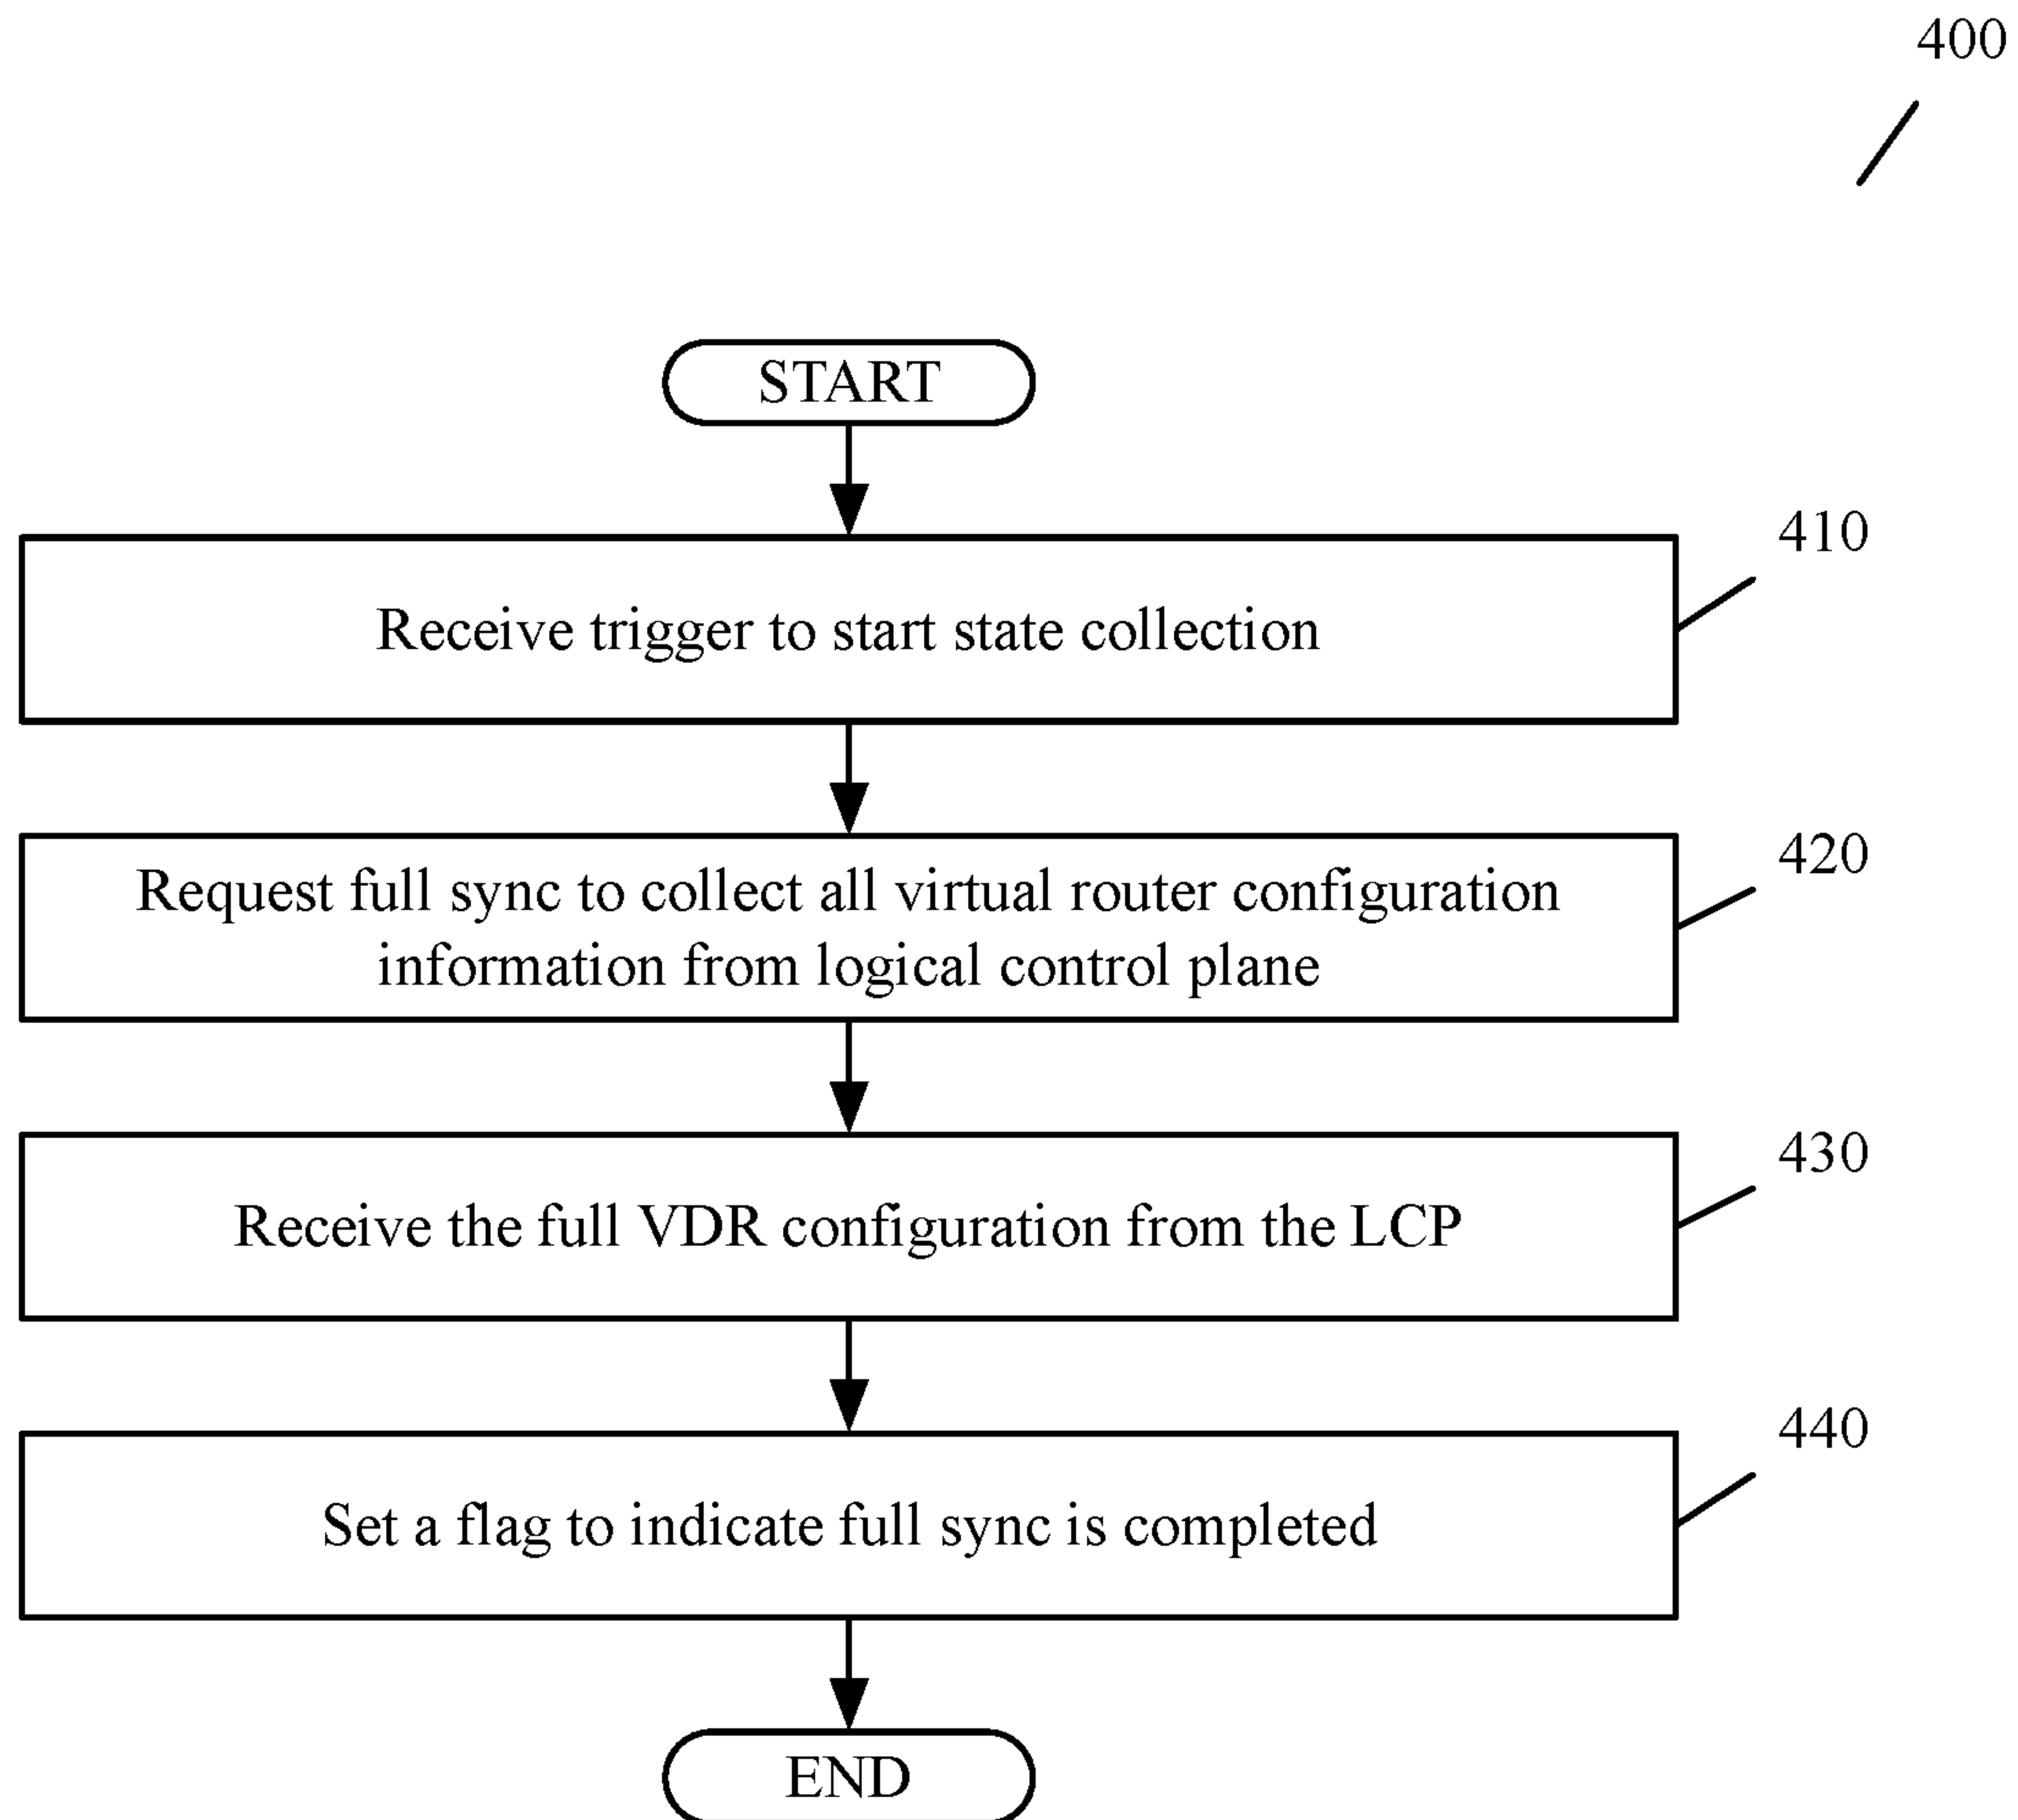 400
START
410
Receive trigger to start state collection
420
Request full sync to collect all virtual router configuration
information from logical control plane
430
Receive the full VDR configuration from the LCP
440
Set a flag to indicate full sync is completed
END